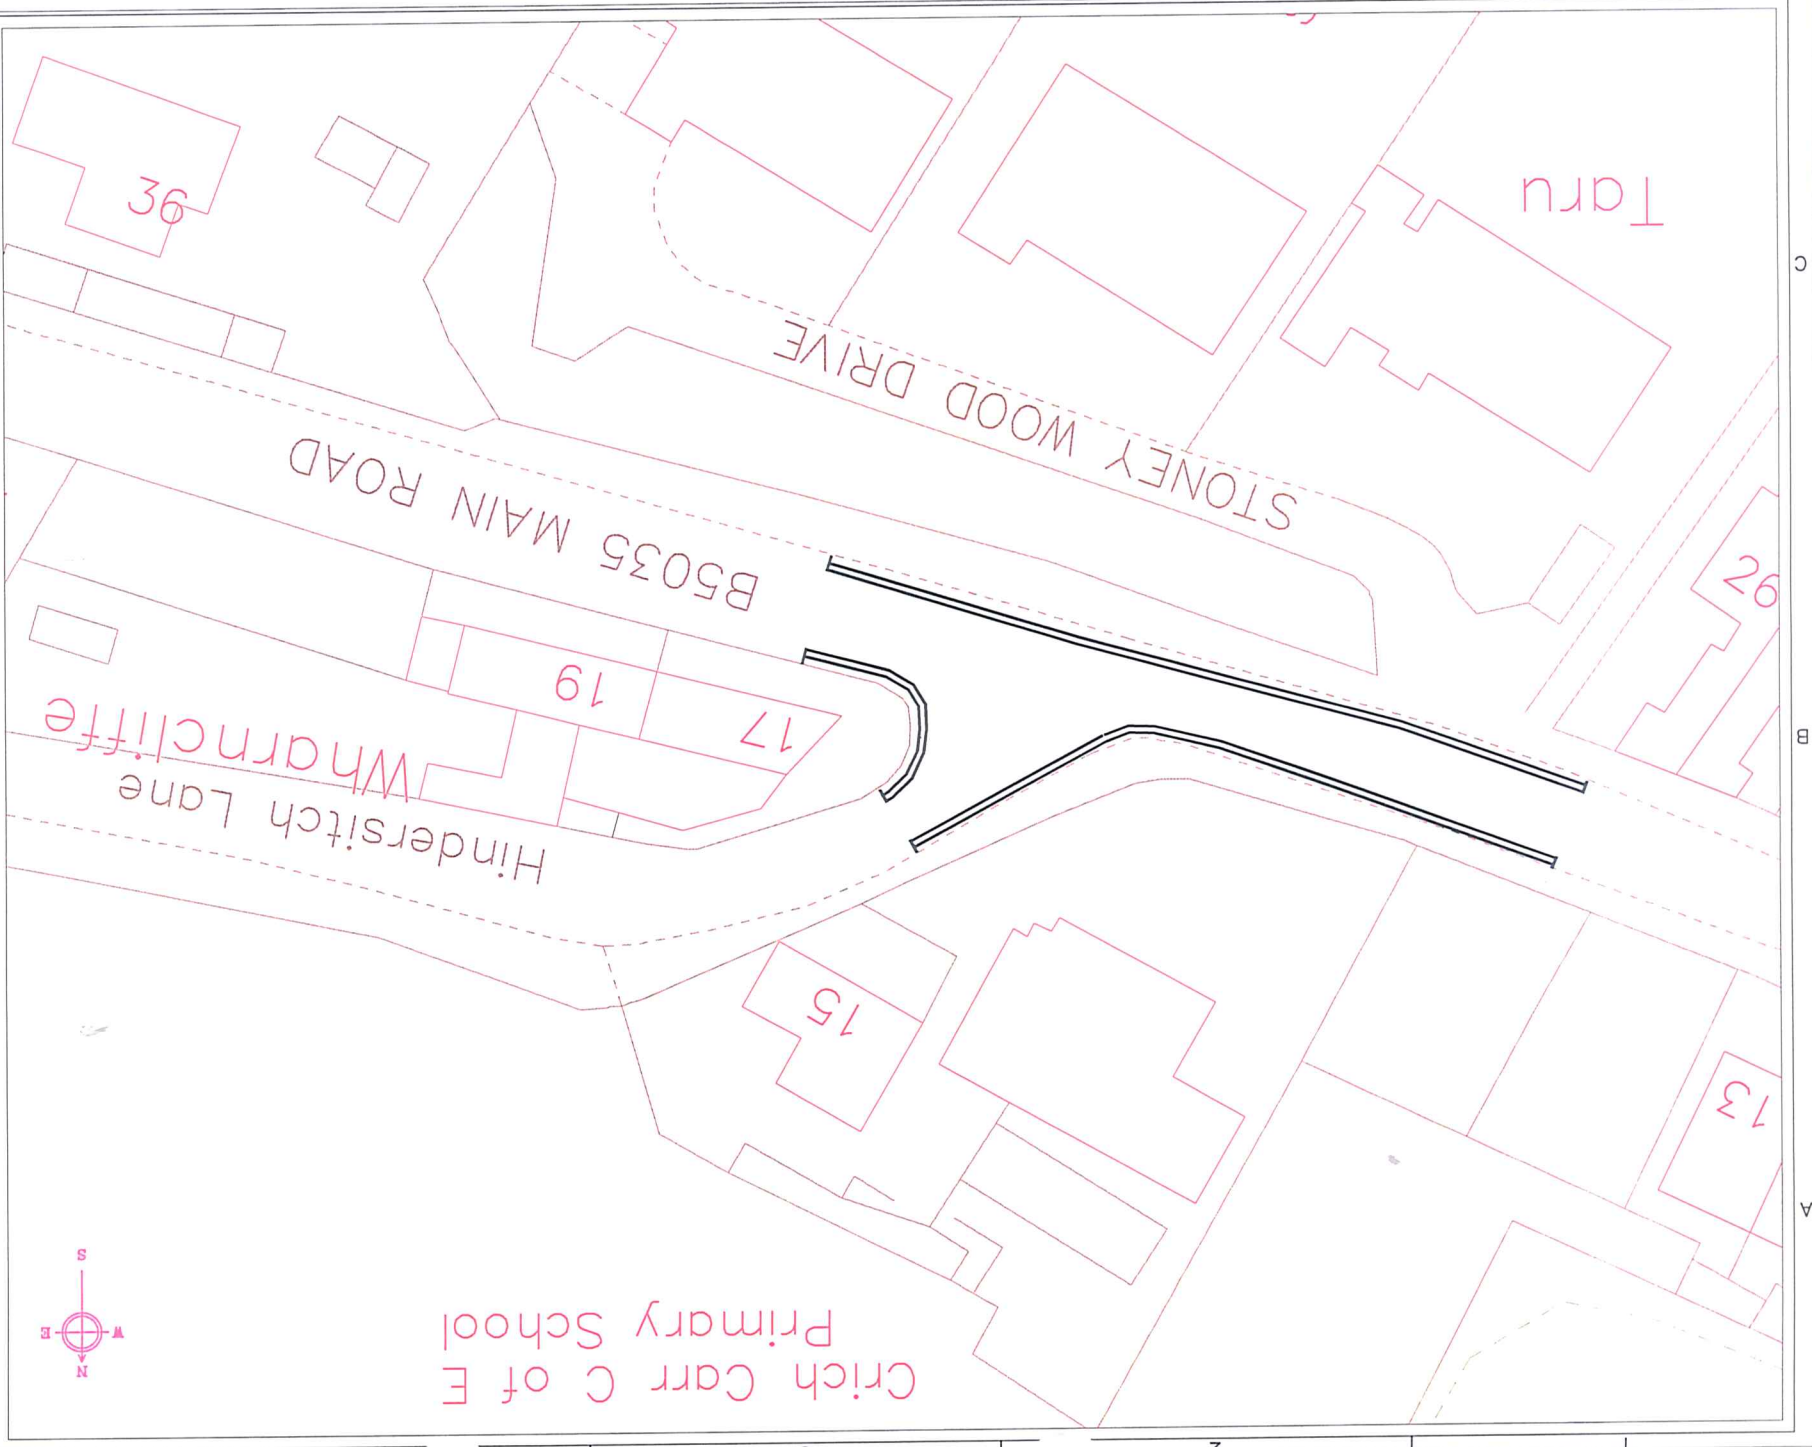 Crich Carr C of E
Primary School
N
W
E
S
A
13
15
Hindersitch Lane
Wharncliffe
17
19
B
B5035 MAIN ROAD
26
STONEY WOOD DRIVE
36
Taru
C
2